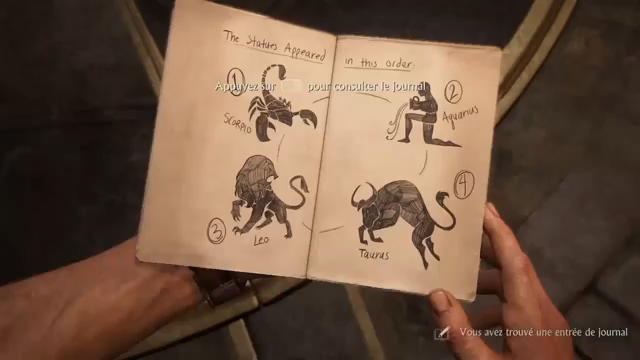 The Statues Appeared in this order:
Appuyez sur pour consulter le journal
1
2
SCORPIO
Aquarius
3
4
Leo
Taurus
Vous avez trouvé une entrée de journal